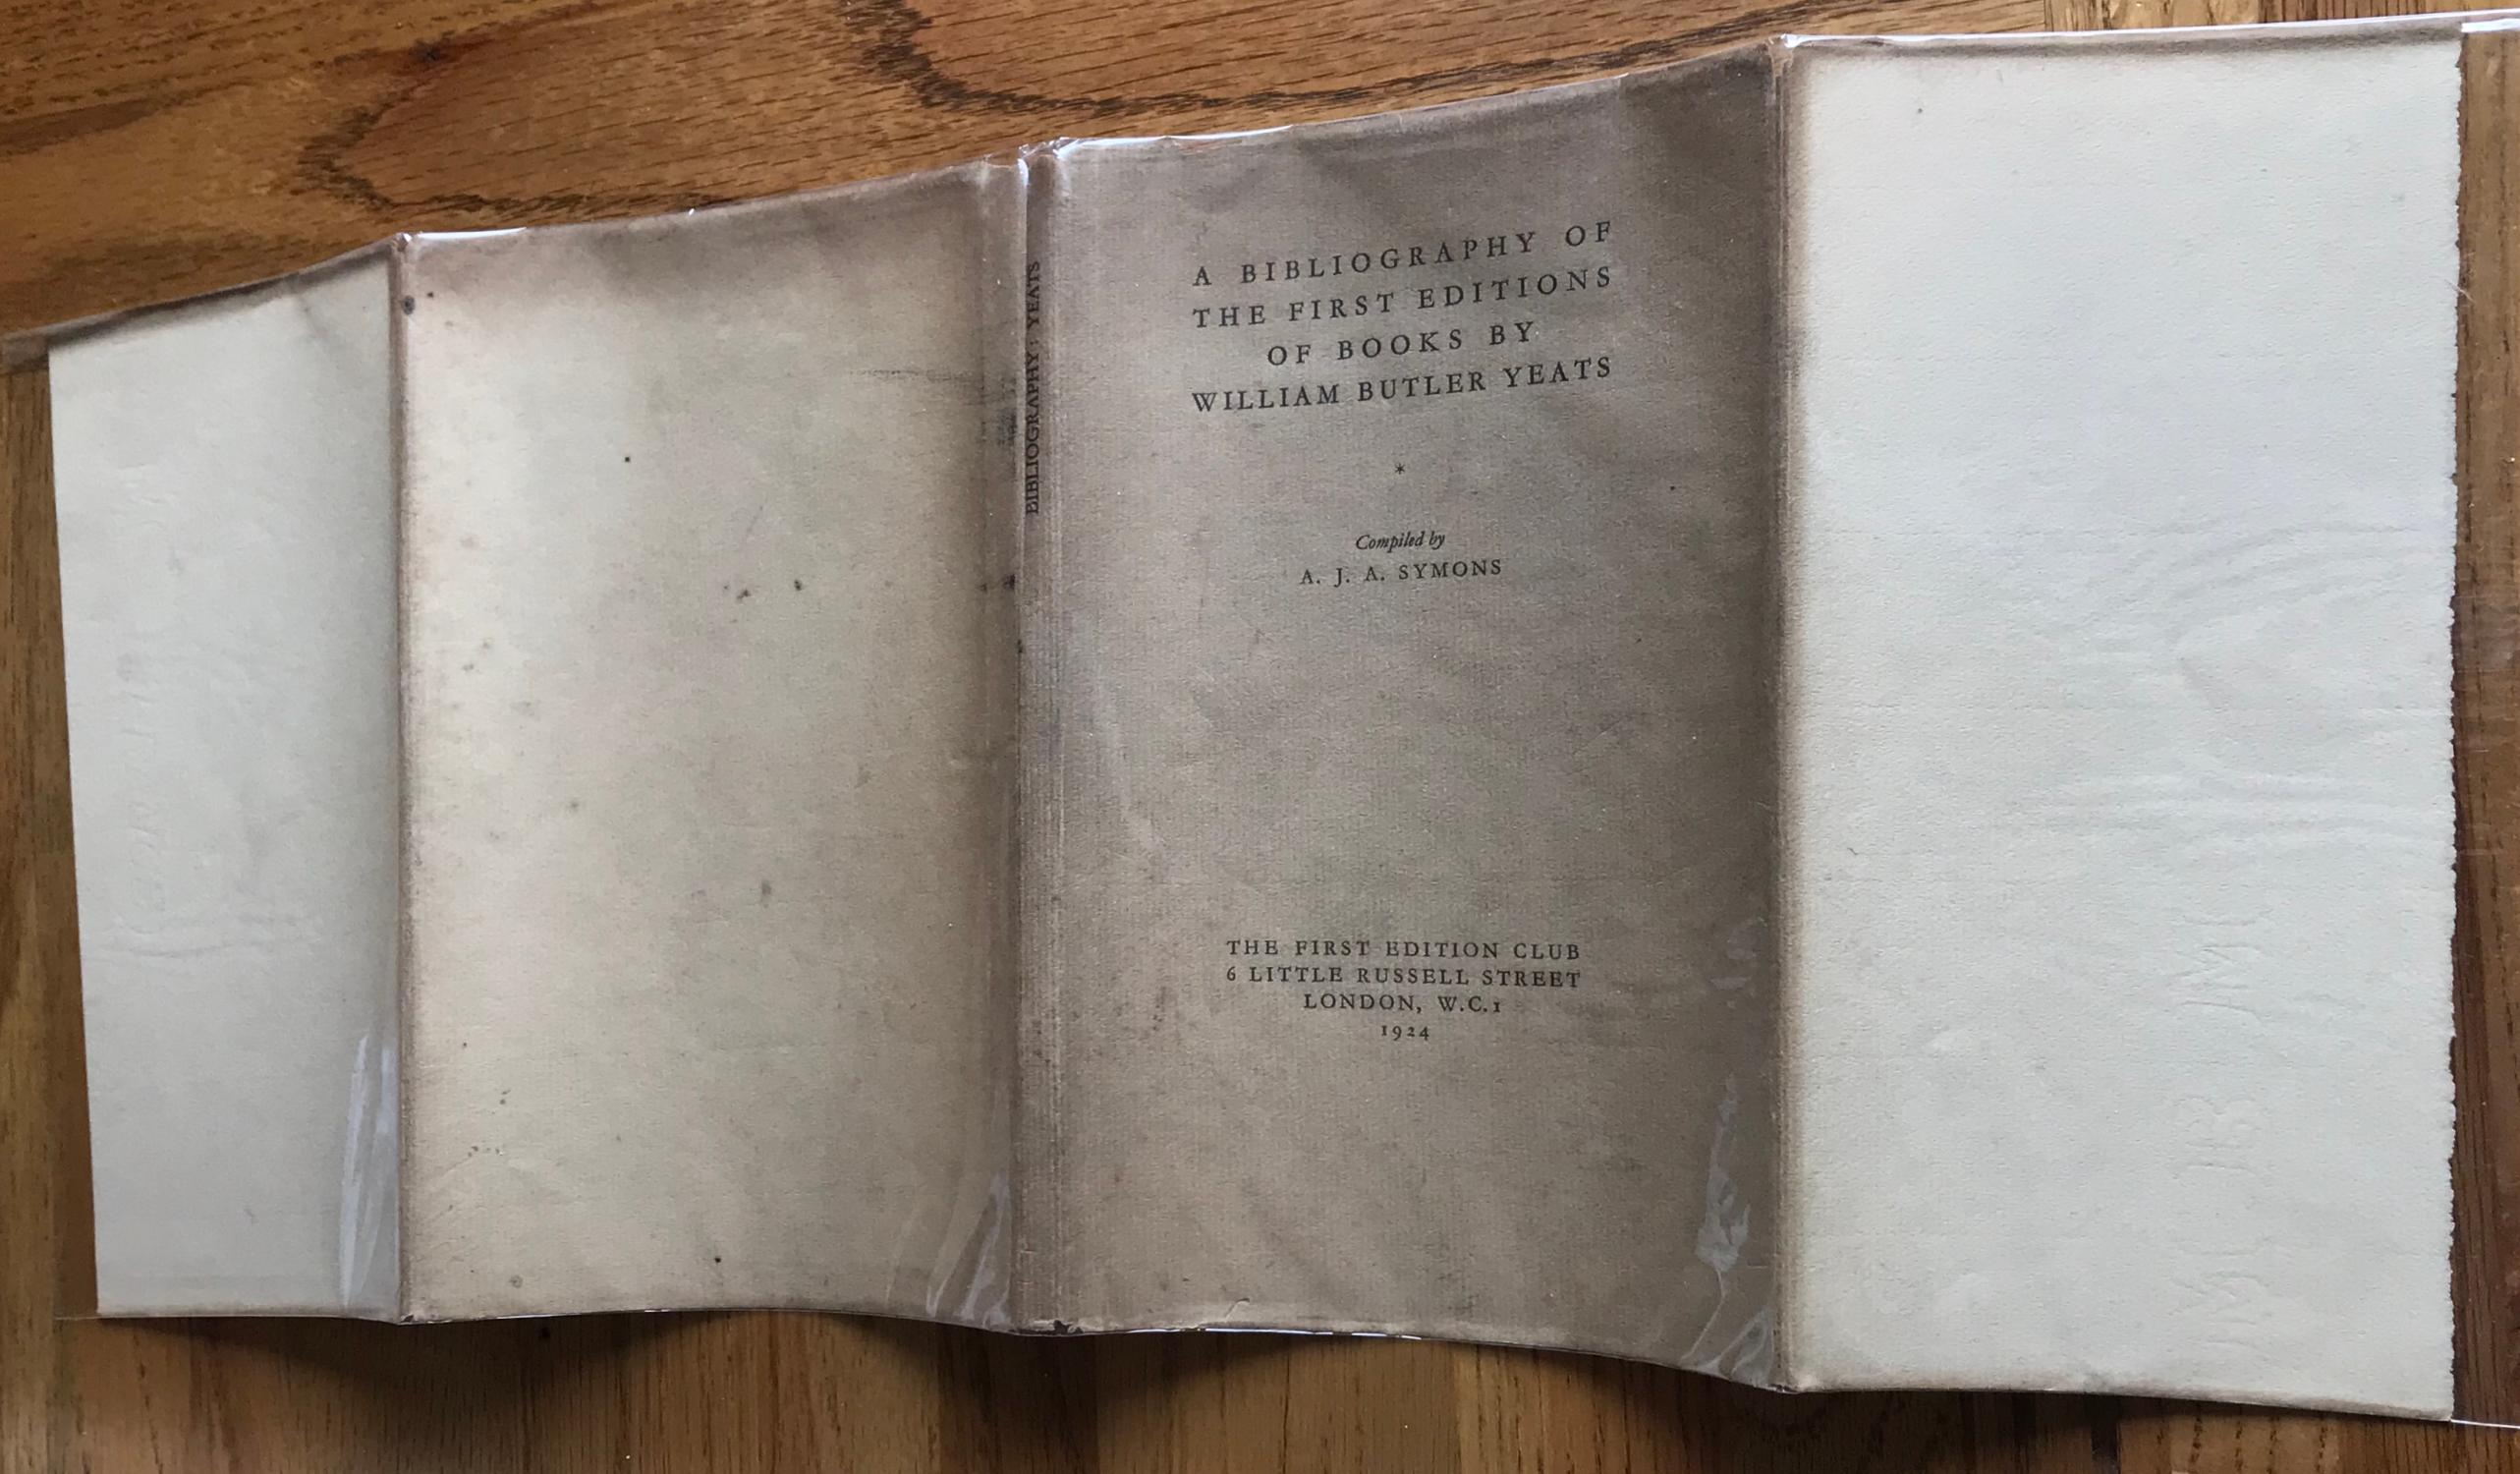 BIBLIOGRAPHY: YEATS
A BIBLIOGRAPHY OF
THE FIRST EDITIONS
OF BOOKS BY
WILLIAM BUTLER YEATS
*
Compiled by
A. J. A. SYMONS
THE FIRST EDITION CLUB
6 LITTLE RUSSELL STREET
LONDON, W.C.1
1924